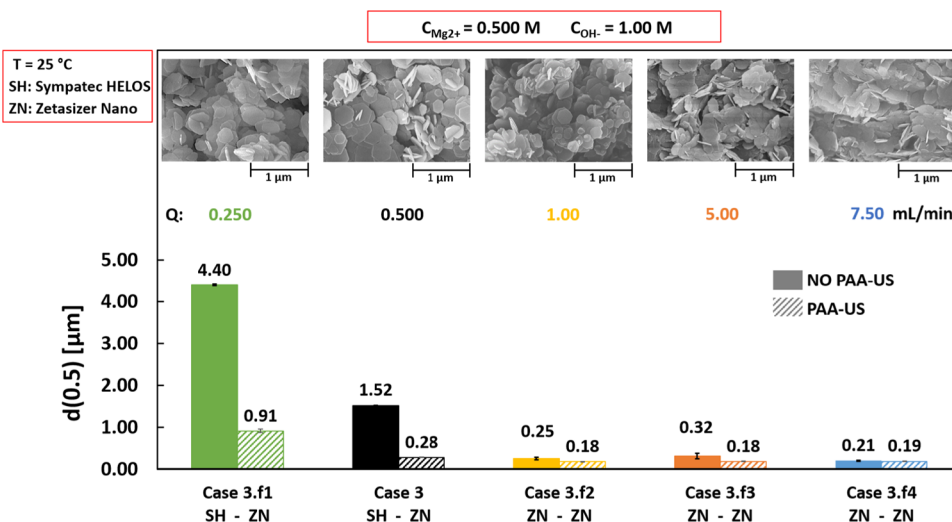 C_Mg2+ = 0.500 M C_OH- = 1.00 M
T = 25 °C
SH: Sympatec HELOS
ZN: Zetasizer Nano
1 µm 1 µm 1 µm 1 µm 1 µm
Q: 0.250 0.500 1.00 5.00 7.50 mL/min
d(0.5) [µm]
5.00
4.00
3.00
2.00
1.00
0.00
4.40
0.91
1.52
0.28
0.25
0.18
0.32
0.18
0.21
0.19
NO PAA-US
PAA-US
Case 3.f1 Case 3 Case 3.f2 Case 3.f3 Case 3.f4
SH - ZN SH - ZN ZN - ZN ZN - ZN ZN - ZN